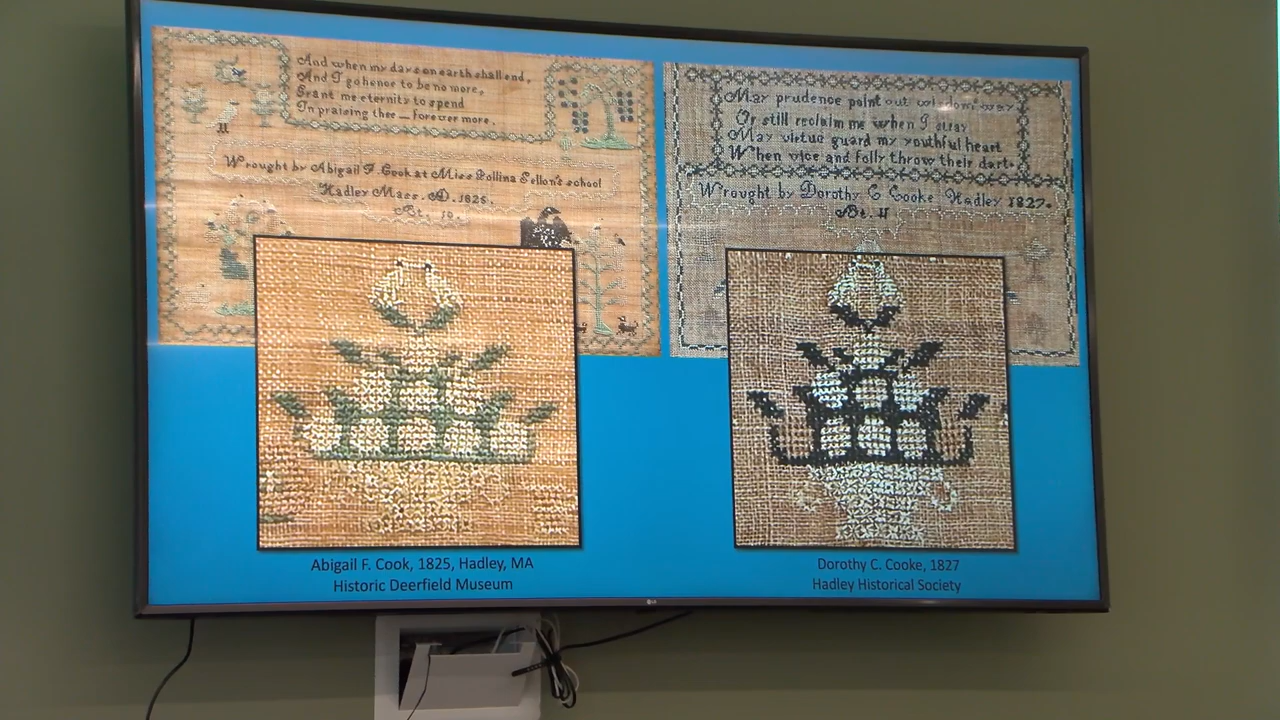 And when my days on earth shall end,
And I go hence to be no more,
Grant me eternity to spend
In praising thee — forever more.
Wrought by Abigail F. Cook at Miss Pollina Fellon's school
Hadley Mass. AD. 1825.
Æt. 10.
May prudence point out wisdoms way
Or still reclaim me when I stray
May virtue guard my youthful heart
When vice and folly throw their dart.
Wrought by Dorothy C Cooke Hadley 1827.
Æt. 11
Abigail F. Cook, 1825, Hadley, MA
Historic Deerfield Museum
Dorothy C. Cooke, 1827
Hadley Historical Society
LG